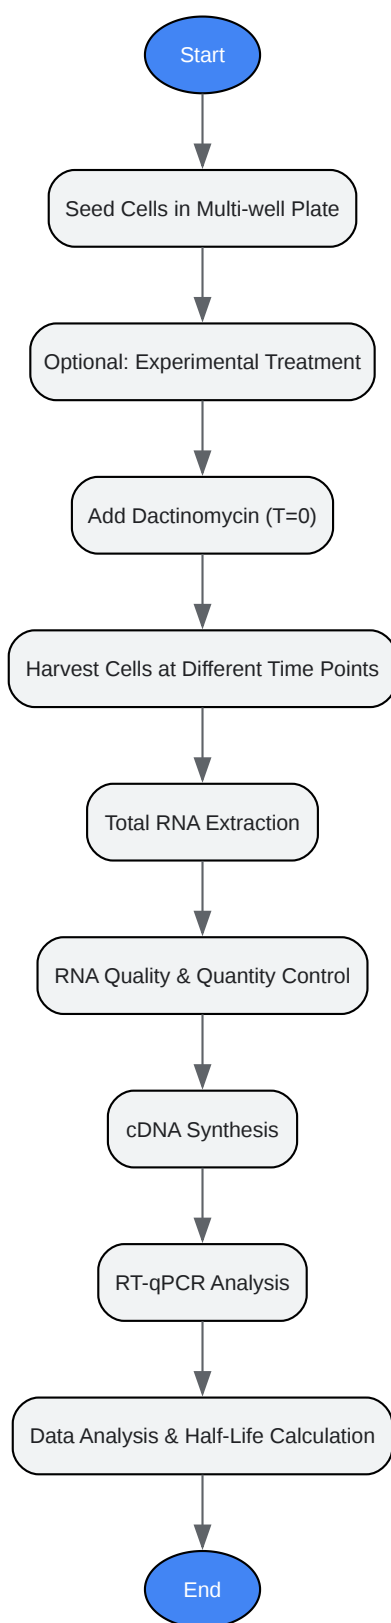 Start
Seed Cells in Multi-well Plate
Optional: Experimental Treatment
Add Dactinomycin (T=0)
Harvest Cells at Different Time Points
Total RNA Extraction
RNA Quality & Quantity Control
cDNA Synthesis
RT-qPCR Analysis
Data Analysis & Half-Life Calculation
End